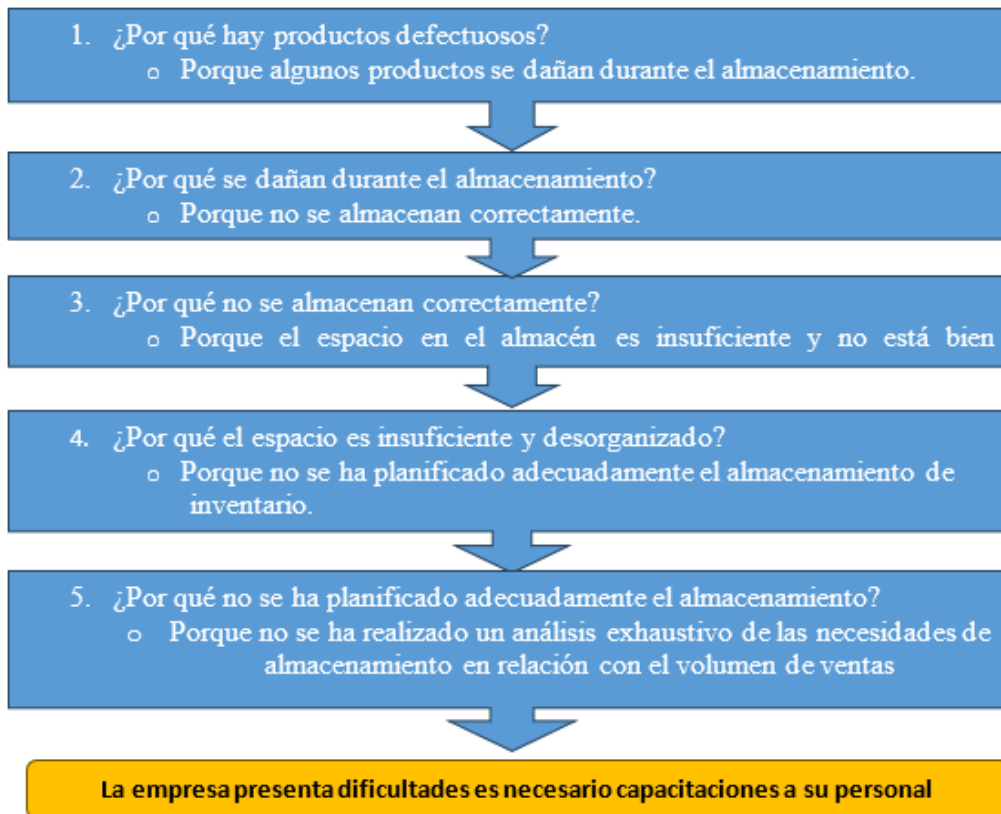 1. ¿Por qué hay productos defectuosos?
o Porque algunos productos se dañan durante el almacenamiento.
2. ¿Por qué se dañan durante el almacenamiento?
o Porque no se almacenan correctamente.
3. ¿Por qué no se almacenan correctamente?
o Porque el espacio en el almacén es insuficiente y no está bien
4. ¿Por qué el espacio es insuficiente y desorganizado?
o Porque no se ha planificado adecuadamente el almacenamiento de
inventario.
5. ¿Por qué no se ha planificado adecuadamente el almacenamiento?
o Porque no se ha realizado un análisis exhaustivo de las necesidades de
almacenamiento en relación con el volumen de ventas
La empresa presenta dificultades es necesario capacitaciones a su personal